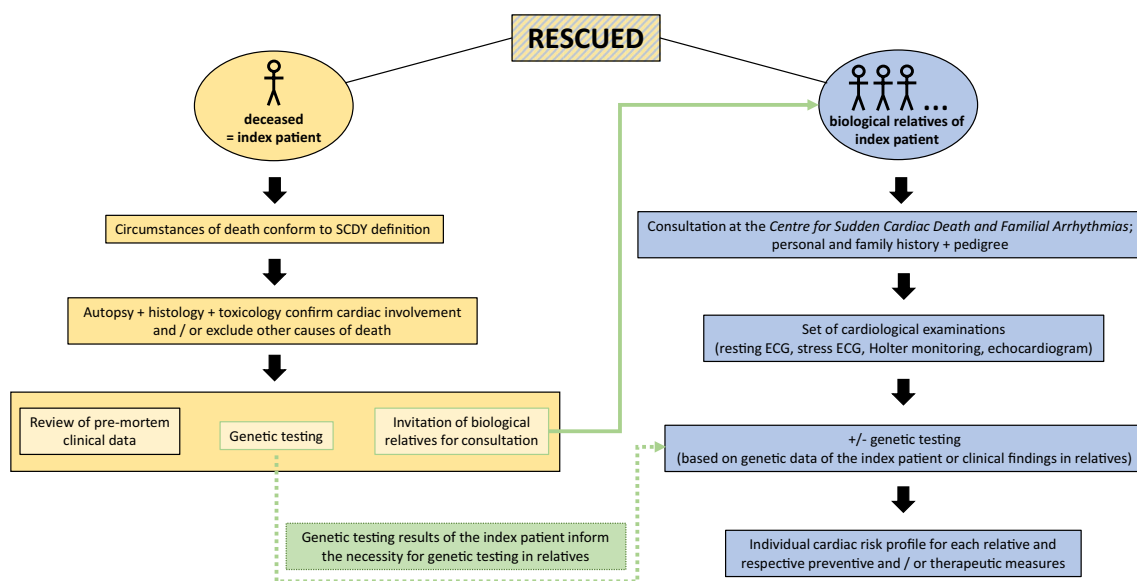 RESCUED
deceased
= index patient
Circumstances of death conform to SCDY definition
Autopsy + histology + toxicology confirm cardiac involvement
and / or exclude other causes of death
Review of pre-mortem
clinical data
Genetic testing
Invitation of biological
relatives for consultation
Genetic testing results of the index patient inform
the necessity for genetic testing in relatives
...
biological relatives of
index patient
Consultation at the Centre for Sudden Cardiac Death and Familial Arrhythmias;
personal and family history + pedigree
Set of cardiological examinations
(resting ECG, stress ECG, Holter monitoring, echocardiogram)
+/- genetic testing
(based on genetic data of the index patient or clinical findings in relatives)
Individual cardiac risk profile for each relative and
respective preventive and / or therapeutic measures